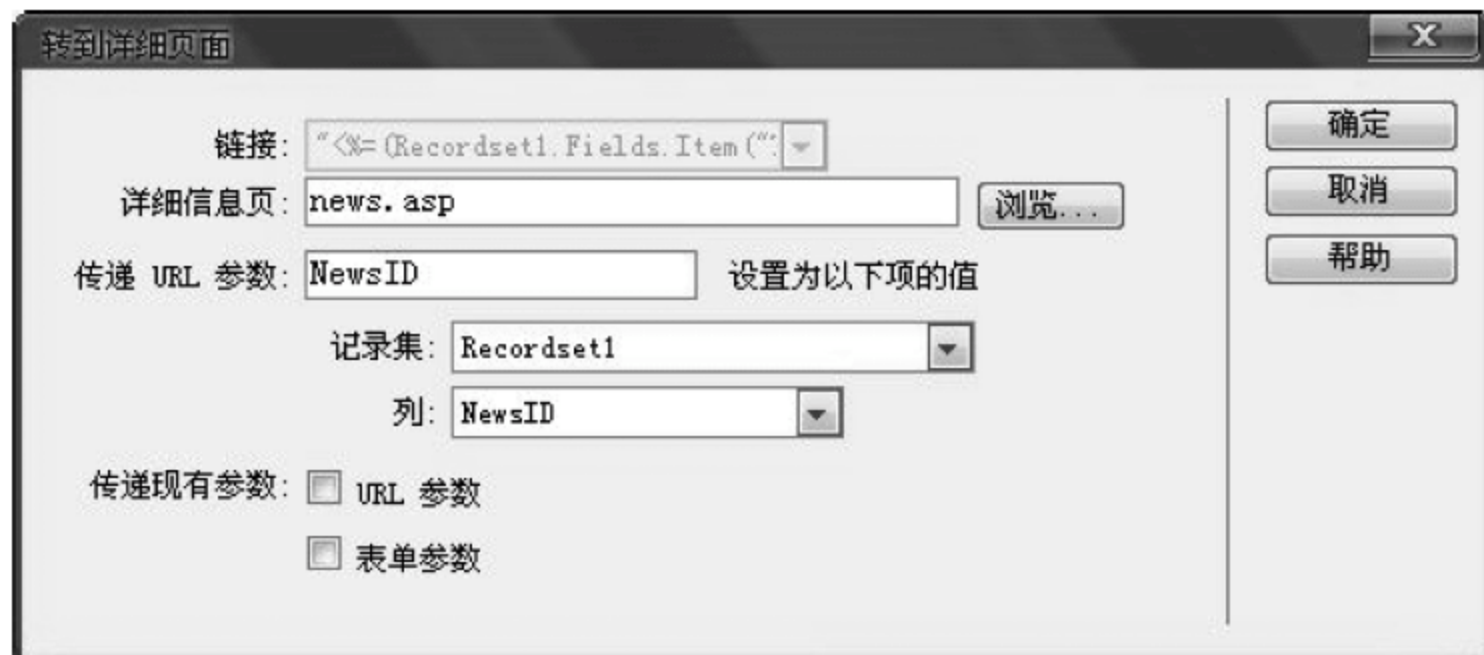 转到详细页面
链接: "<%=(Recordset1.Fields.Item("
确定
详细信息页: news.asp 浏览...
取消
传递 URL 参数: NewsID 设置为以下项的值
帮助
记录集: Recordset1
列: NewsID
传递现有参数: URL 参数
表单参数